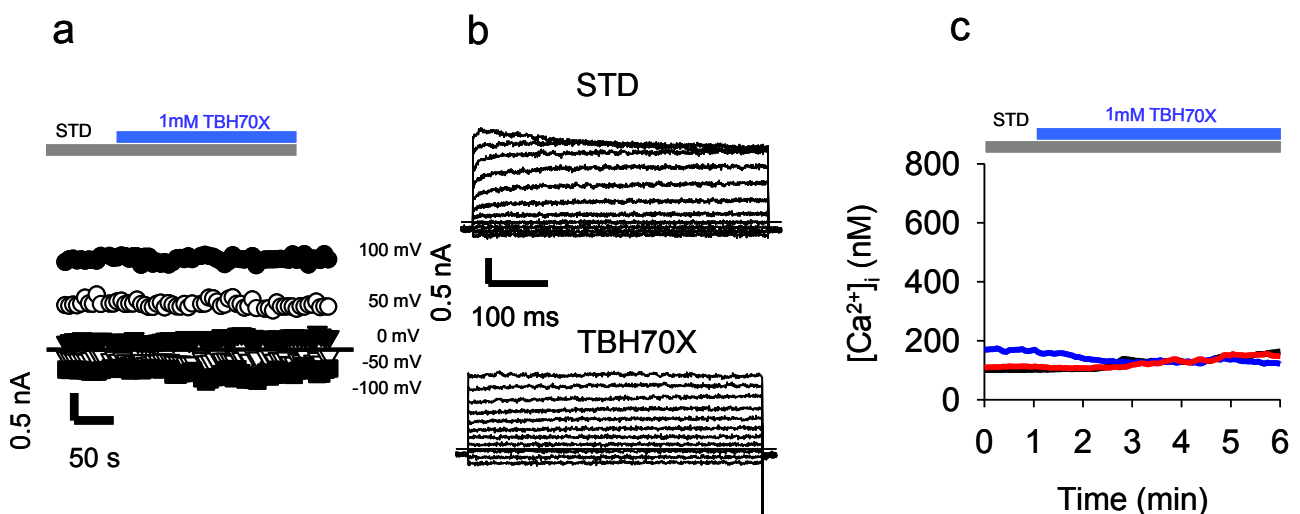 a
STD
1mM TBH70X
100 mV
50 mV
0 mV
-50 mV
-100 mV
0.5 nA
50 s
b
STD
0.5 nA
100 ms
TBH70X
c
STD
1mM TBH70X
[Ca²⁺]ᵢ (nM)
800
600
400
200
0
0 1 2 3 4 5 6
Time (min)